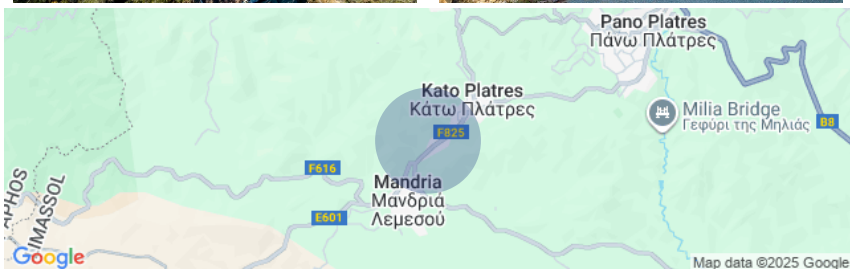 Pano Platres
Πάνω Πλάτρες
Kato Platres
Κάτω Πλάτρες
Milia Bridge
Γεφύρι της Μηλιάς
B8
F825
F616
Mandria
Μανδριά
Λεμεσού
E601
APHOS
IMASSOL
Google
Map data ©2025 Google